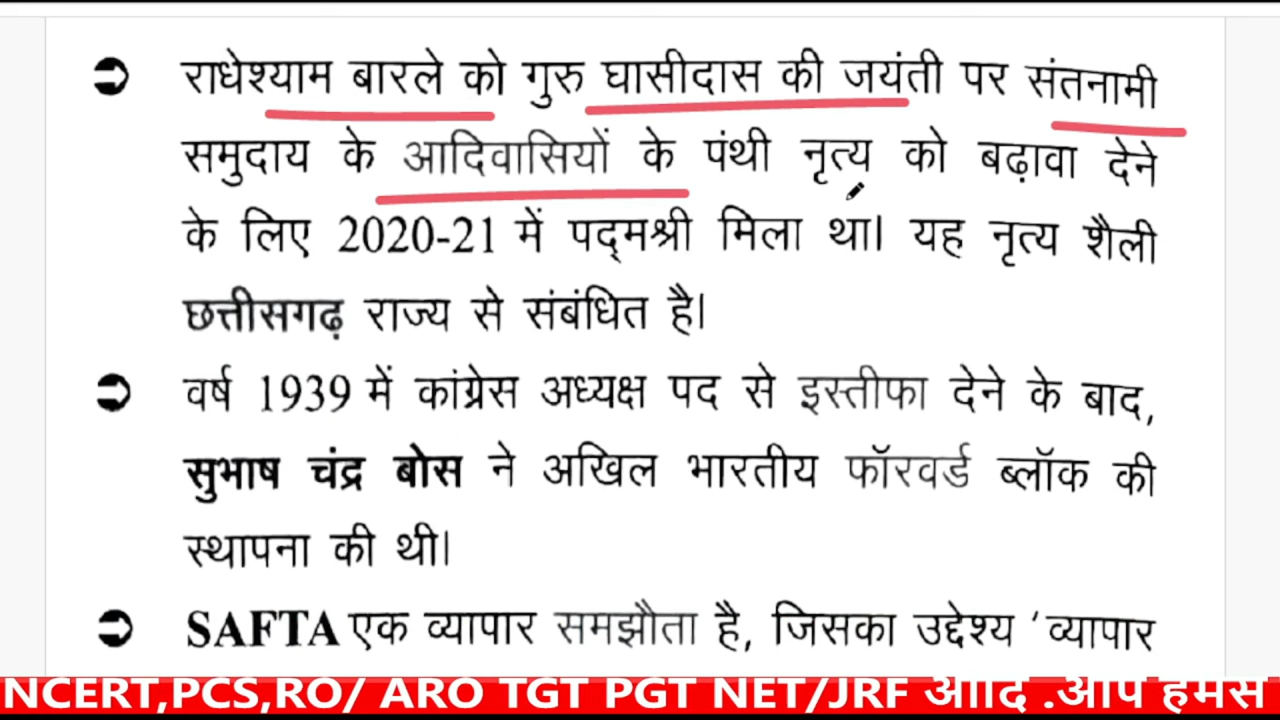 ➲ राधेश्याम बारले को गुरु घासीदास की जयंती पर संतनामी
समुदाय के आदिवासियों के पंथी नृत्य को बढ़ावा देने
के लिए 2020-21 में पद्मश्री मिला था। यह नृत्य शैली
छत्तीसगढ़ राज्य से संबंधित है।
➲ वर्ष 1939 में कांग्रेस अध्यक्ष पद से इस्तीफा देने के बाद,
सुभाष चंद्र बोस ने अखिल भारतीय फॉरवर्ड ब्लॉक की
स्थापना की थी।
➲ SAFTA एक व्यापार समझौता है, जिसका उद्देश्य ‘व्यापार
NCERT,PCS,RO/ ARO TGT PGT NET/JRF आदि .आप हमसे